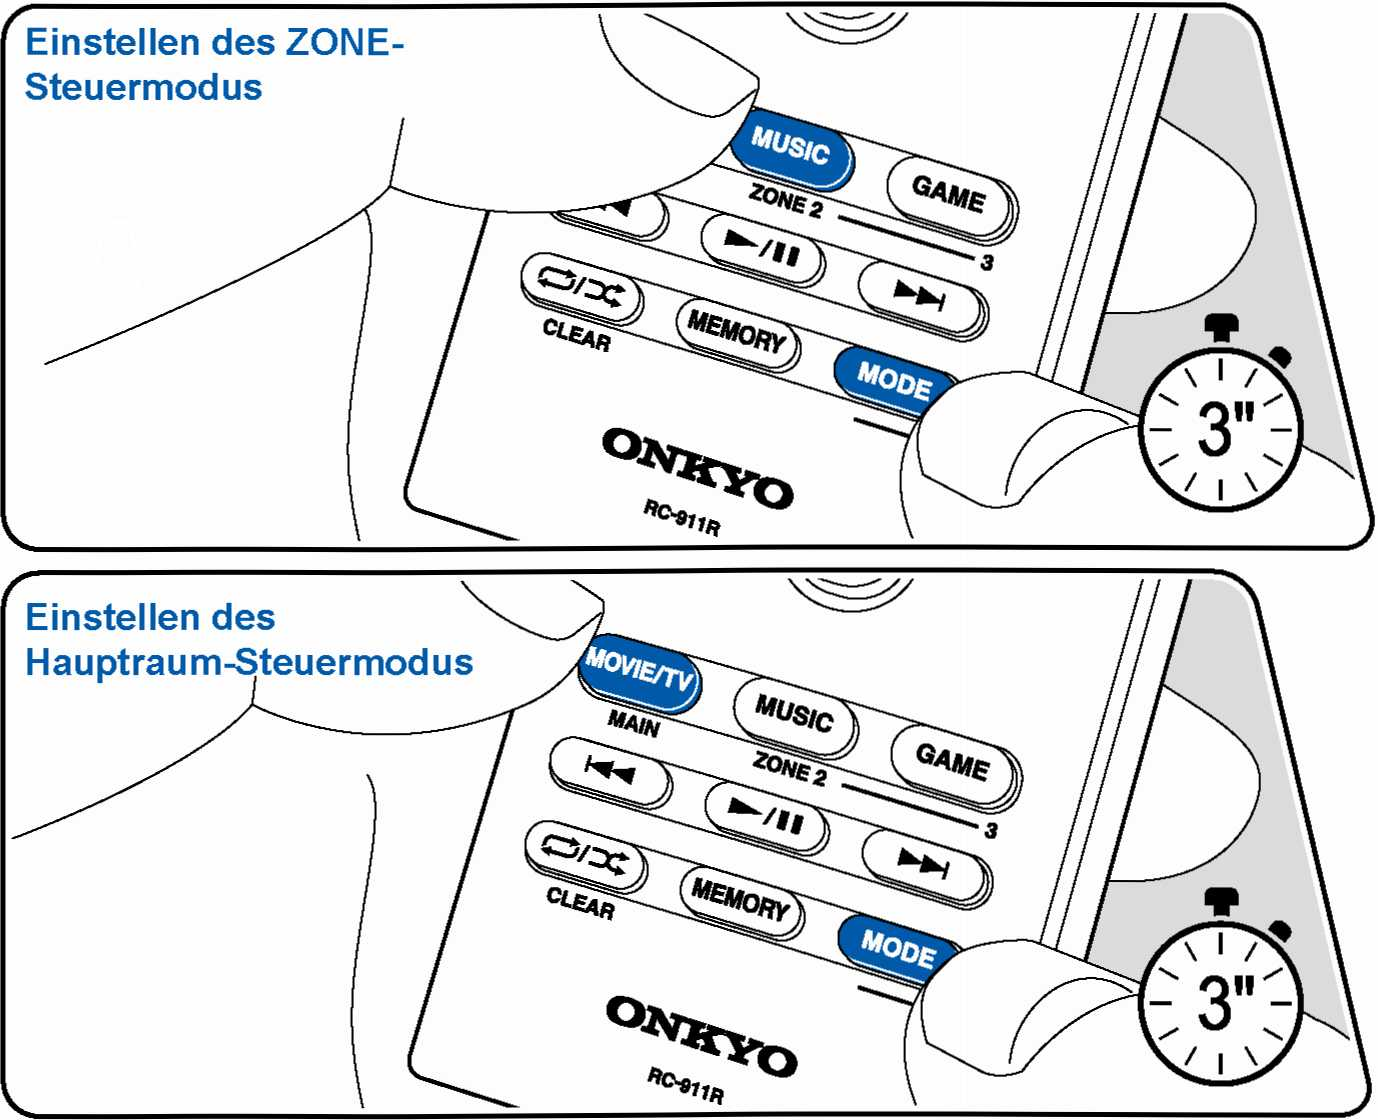 Einstellen des ZONE-
Steuermodus
MUSIC
GAME
ZONE 2
3
CLEAR
MEMORY
MODE
3"
ONKYO
RC-911R
Einstellen des
Hauptraum-Steuermodus
MOVIE/TV
MUSIC
GAME
MAIN
ZONE 2
3
CLEAR
MEMORY
MODE
3"
ONKYO
RC-911R